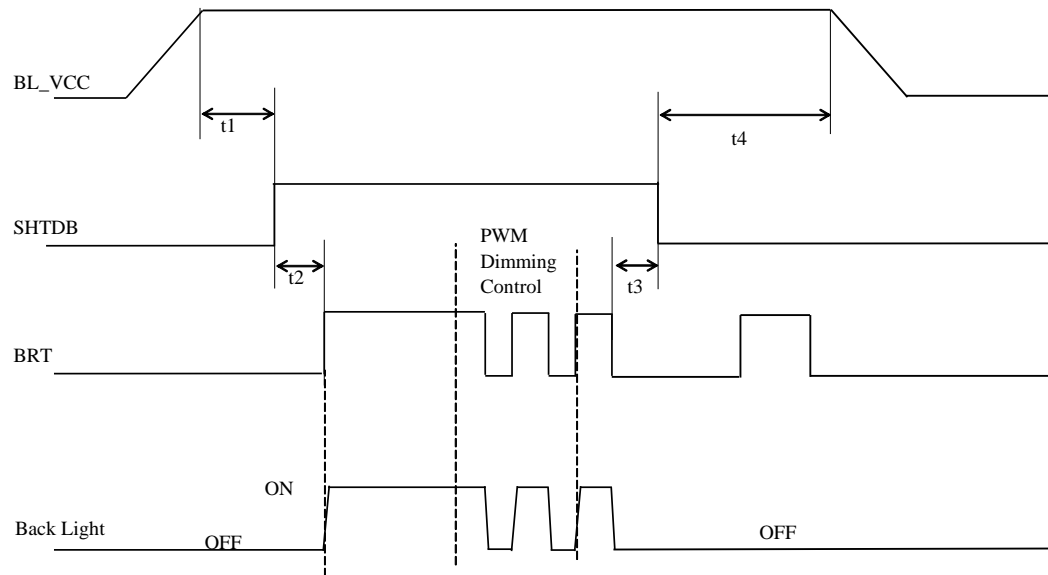 BL_VCC
t1
t4
SHTDB
PWM
Dimming
Control
t2
t3
BRT
ON
Back Light
OFF
OFF